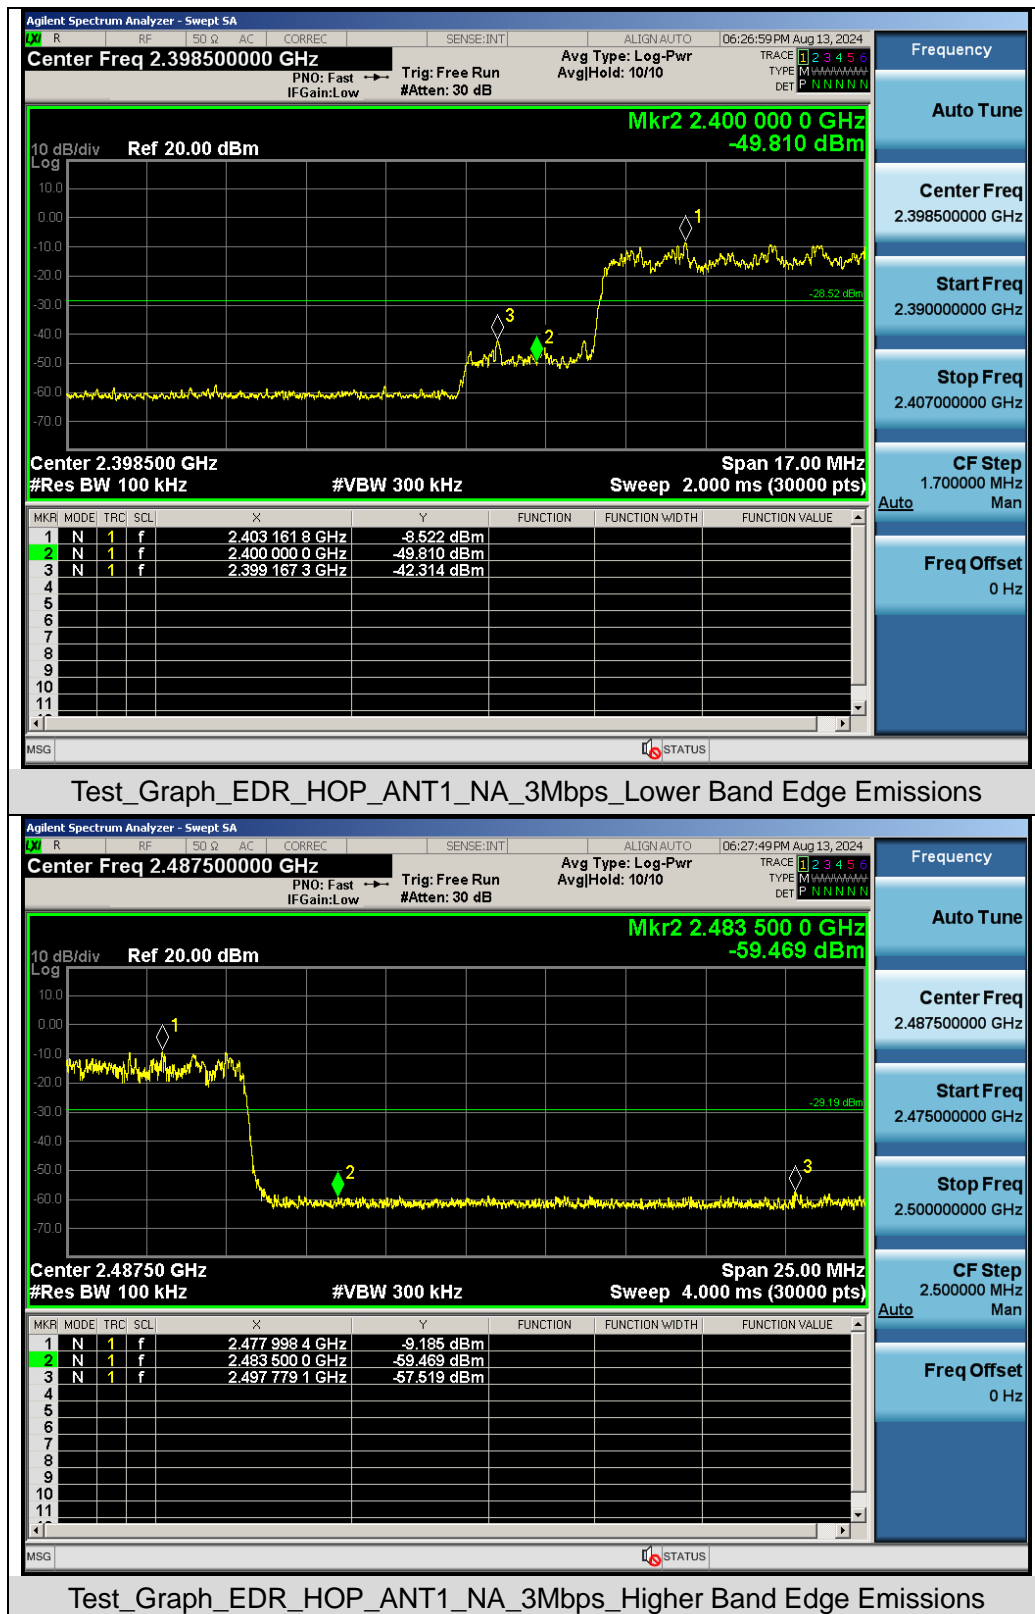 Agilent Spectrum Analyzer - Swept SA
LXI R RF 50 Ω AC CORREC SENSE:INT ALIGN AUTO 06:26:59 PM Aug 13, 2024
Center Freq 2.398500000 GHz Avg Type: Log-Pwr TRACE 1 2 3 4 5 6
PNO: Fast Trig: Free Run Avg|Hold: 10/10 TYPE M WWWWW
IFGain:Low #Atten: 30 dB DET P N N N N N
Frequency
Auto Tune
Center Freq
2.398500000 GHz
Start Freq
2.390000000 GHz
Stop Freq
2.407000000 GHz
CF Step
1.700000 MHz
Auto Man
Freq Offset
0 Hz
Mkr2 2.400 000 0 GHz
-49.810 dBm
10 dB/div Ref 20.00 dBm
Log
10.0
0.00
-10.0
-20.0
-30.0
-40.0
-50.0
-60.0
-70.0
1
-28.52 dBm
3
2
Center 2.398500 GHz Span 17.00 MHz
#Res BW 100 kHz #VBW 300 kHz Sweep 2.000 ms (30000 pts)
MKR MODE TRC SCL X Y FUNCTION FUNCTION WIDTH FUNCTION VALUE
1 N 1 f 2.403 161 8 GHz -8.522 dBm
2 N 1 f 2.400 000 0 GHz -49.810 dBm
3 N 1 f 2.399 167 3 GHz -42.314 dBm
4
5
6
7
8
9
10
11
MSG STATUS
Test_Graph_EDR_HOP_ANT1_NA_3Mbps_Lower Band Edge Emissions
Agilent Spectrum Analyzer - Swept SA
LXI R RF 50 Ω AC CORREC SENSE:INT ALIGN AUTO 06:27:49 PM Aug 13, 2024
Center Freq 2.487500000 GHz Avg Type: Log-Pwr TRACE 1 2 3 4 5 6
PNO: Fast Trig: Free Run Avg|Hold: 10/10 TYPE M WWWWW
IFGain:Low #Atten: 30 dB DET P N N N N N
Frequency
Auto Tune
Center Freq
2.487500000 GHz
Start Freq
2.475000000 GHz
Stop Freq
2.500000000 GHz
CF Step
2.500000 MHz
Auto Man
Freq Offset
0 Hz
Mkr2 2.483 500 0 GHz
-59.469 dBm
10 dB/div Ref 20.00 dBm
Log
10.0
0.00
-10.0
-20.0
-30.0
-40.0
-50.0
-60.0
-70.0
1
-29.19 dBm
2
3
Center 2.48750 GHz Span 25.00 MHz
#Res BW 100 kHz #VBW 300 kHz Sweep 4.000 ms (30000 pts)
MKR MODE TRC SCL X Y FUNCTION FUNCTION WIDTH FUNCTION VALUE
1 N 1 f 2.477 998 4 GHz -9.185 dBm
2 N 1 f 2.483 500 0 GHz -59.469 dBm
3 N 1 f 2.497 779 1 GHz -57.519 dBm
4
5
6
7
8
9
10
11
MSG STATUS
Test_Graph_EDR_HOP_ANT1_NA_3Mbps_Higher Band Edge Emissions